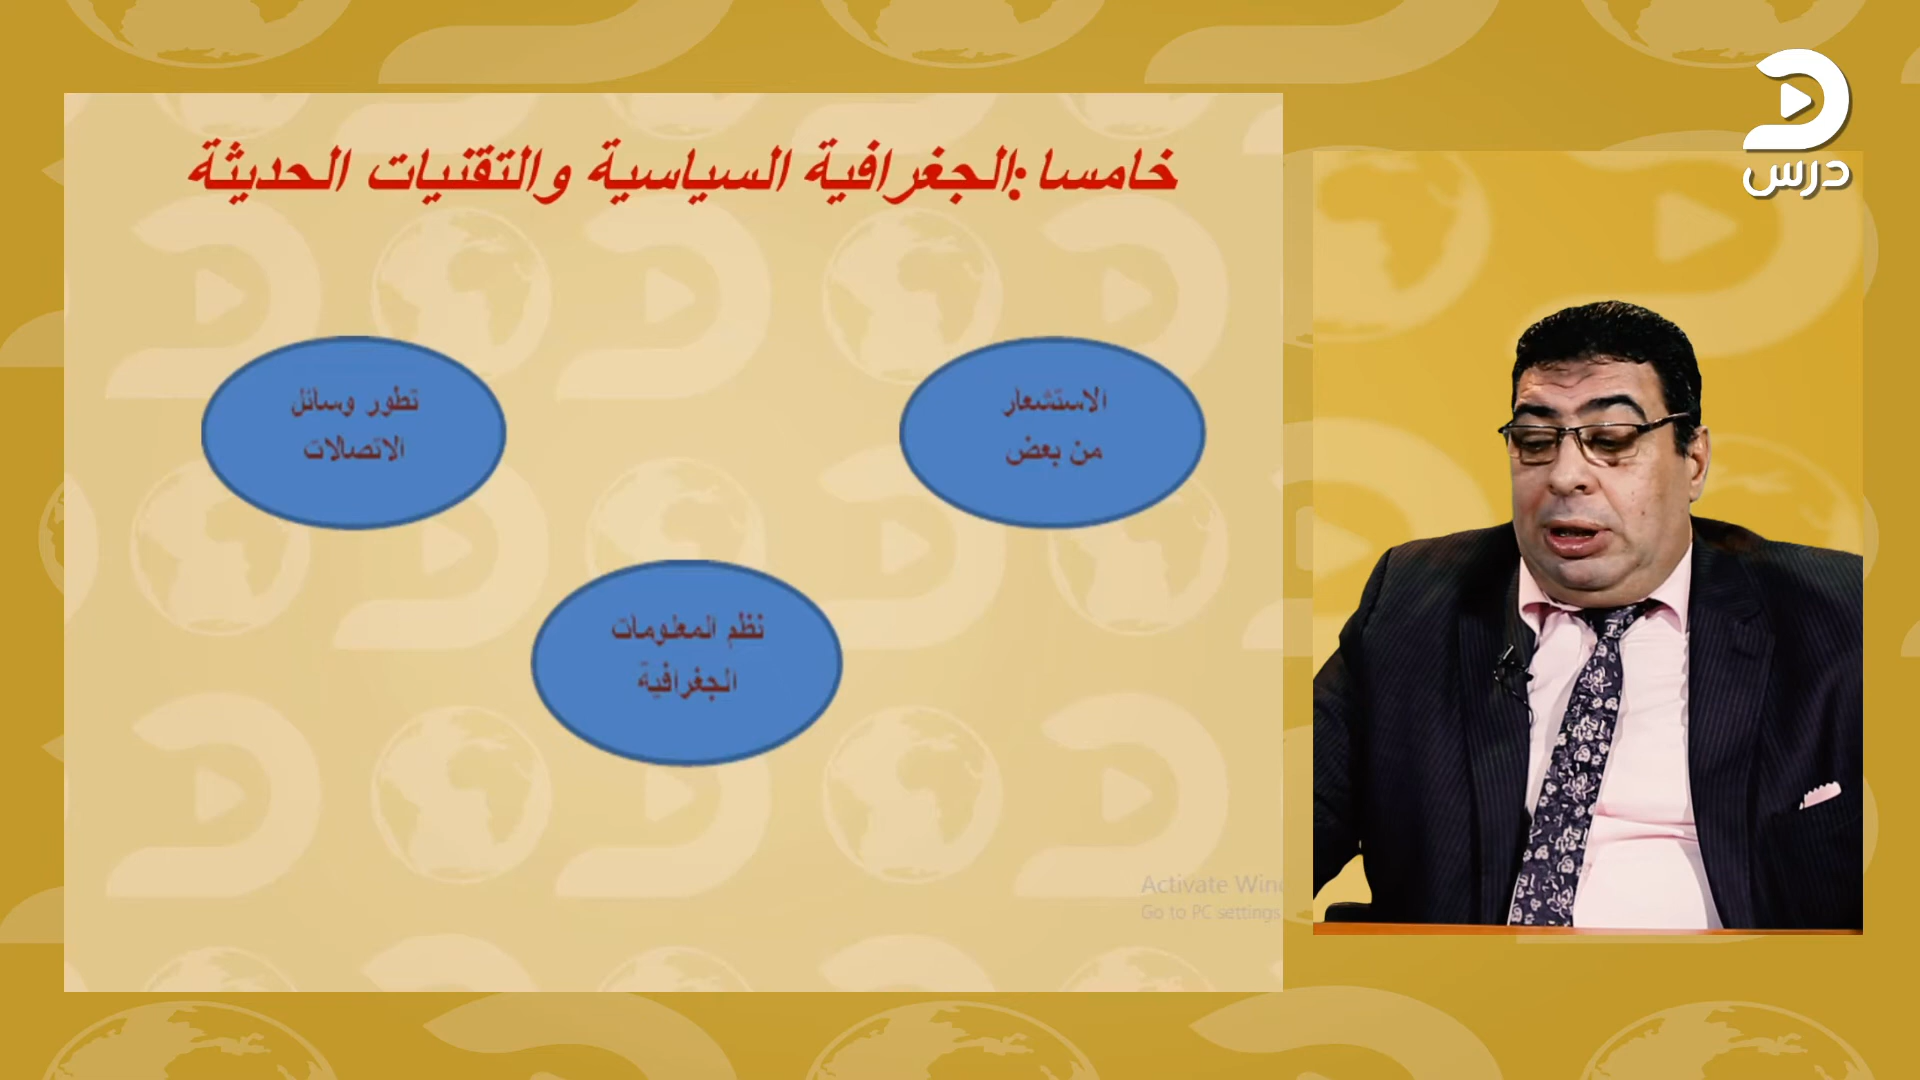 درس
خامسا :الجغرافية السياسية والتقنيات الحديثة
الاستشعار
من بعض
تطور وسائل
الاتصالات
نظم المعلومات
الجغرافية
Activate Win
Go to PC settings